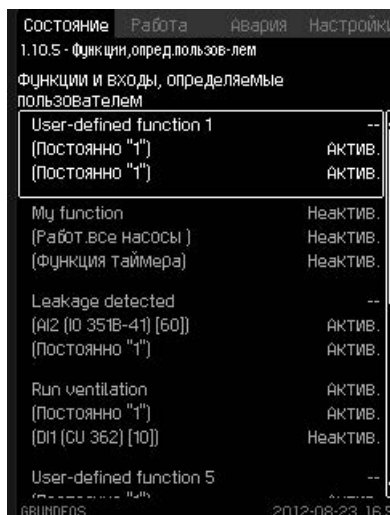 Состояние Работа Авария Настройки
1.10.5 - Функции,опред.пользов-лем
Функции и входы, определяемые
пользователем
User-defined function 1 --
(Постоянно "1") Актив.
(Постоянно "1") Актив.
My function Неактив.
(Работ.все насосы ) Неактив.
(Функция таймера) Неактив.
Leakage detected --
(AI2 (IO 351B-41) [60]) Актив.
(Постоянно "1") Актив.
Run ventilation Актив.
(Постоянно "1") Актив.
(DI1 (CU 362) [10]) Неактив.
User-defined function 5 --
GRUNDFOS 2012-08-23